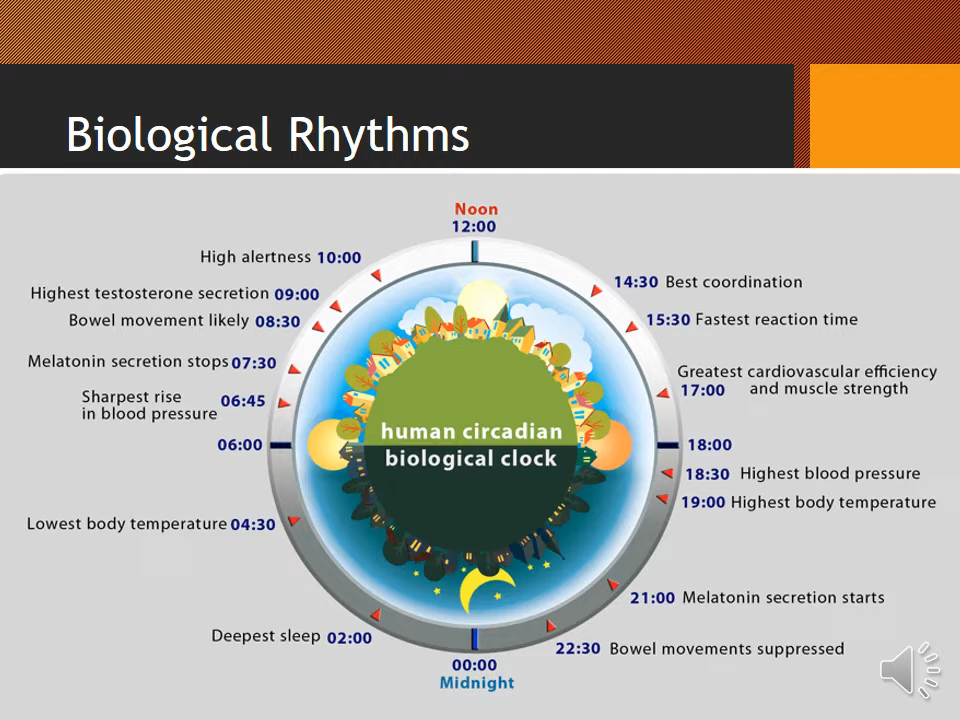 Biological Rhythms
Noon
12:00
High alertness 10:00
Highest testosterone secretion 09:00
Bowel movement likely 08:30
Melatonin secretion stops 07:30
Sharpest rise
in blood pressure
06:45
06:00
Lowest body temperature 04:30
Deepest sleep 02:00
00:00
Midnight
14:30 Best coordination
15:30 Fastest reaction time
Greatest cardiovascular efficiency
17:00 and muscle strength
18:00
18:30 Highest blood pressure
19:00 Highest body temperature
21:00 Melatonin secretion starts
22:30 Bowel movements suppressed
human circadian
biological clock